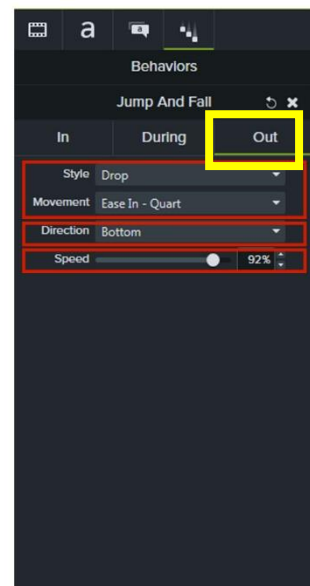 a
a
Behaviors
Jump And Fall
In During Out
Style Drop
Movement Ease In - Quart
Direction Bottom
Speed 92%